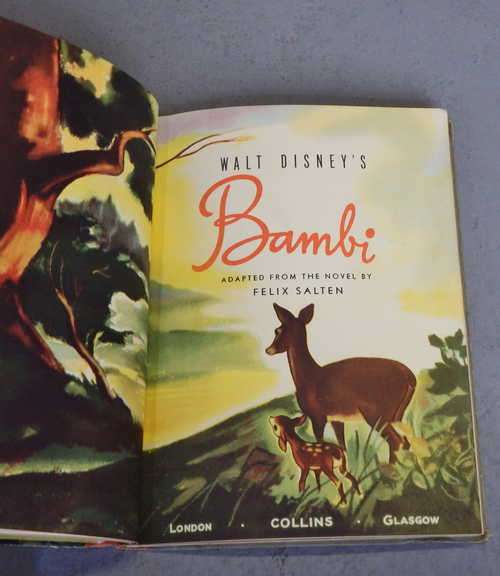 WALT DISNEY'S
Bambi
ADAPTED FROM THE NOVEL BY
FELIX SALTEN
LONDON · COLLINS · GLASGOW